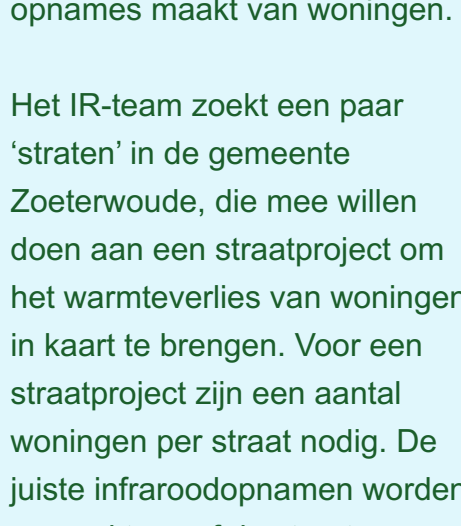 opnames maakt van woningen.
Het IR-team zoekt een paar
‘straten’ in de gemeente
Zoeterwoude, die mee willen
doen aan een straatproject om
het warmteverlies van woningen
in kaart te brengen. Voor een
straatproject zijn een aantal
woningen per straat nodig. De
juiste infraroodopnamen worden